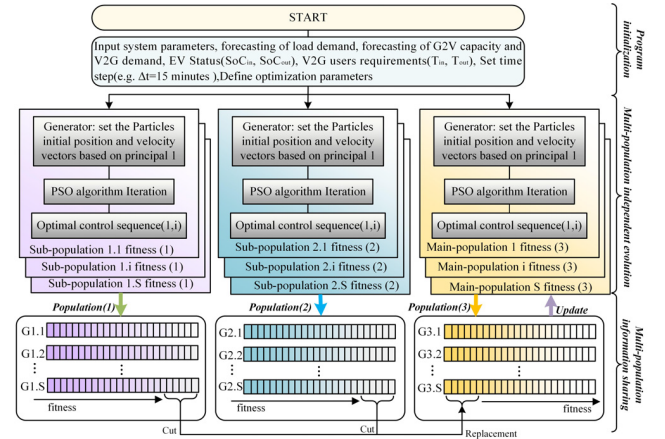 START
Program
initialization
Input system parameters, forecasting of load demand, forecasting of G2V capacity and
V2G demand, EV Status(SoCin, SoCout), V2G users requirements(Tin, Tout), Set time
step(e.g. Δt=15 minutes ),Define optimization parameters
Generator: set the Particles
initial position and velocity
vectors based on principal 1
PSO algorithm Iteration
Optimal control sequence(1,i)
Sub-population 1.1 fitness (1)
Sub-population 1.i fitness (1)
Sub-population 1.S fitness (1)
Generator: set the Particles
initial position and velocity
vectors based on principal 1
PSO algorithm Iteration
Optimal control sequence(1,i)
Sub-population 2.1 fitness (2)
Sub-population 2.i fitness (2)
Sub-population 2.S fitness (2)
Generator: set the Particles
initial position and velocity
vectors based on principal 1
PSO algorithm Iteration
Optimal control sequence(1,i)
Main-population 1 fitness (3)
Main-population i fitness (3)
Main-population S fitness (3)
Multi-population independent evolution
Population(1)
Population(2)
Population(3)
Update
G1.1
G1.2
⋮
G1.S
fitness
G2.1
G2.2
⋮
G2.S
fitness
G3.1
G3.2
⋮
G3.S
fitness
Multi-population
information sharing
Cut
Cut
Replacement